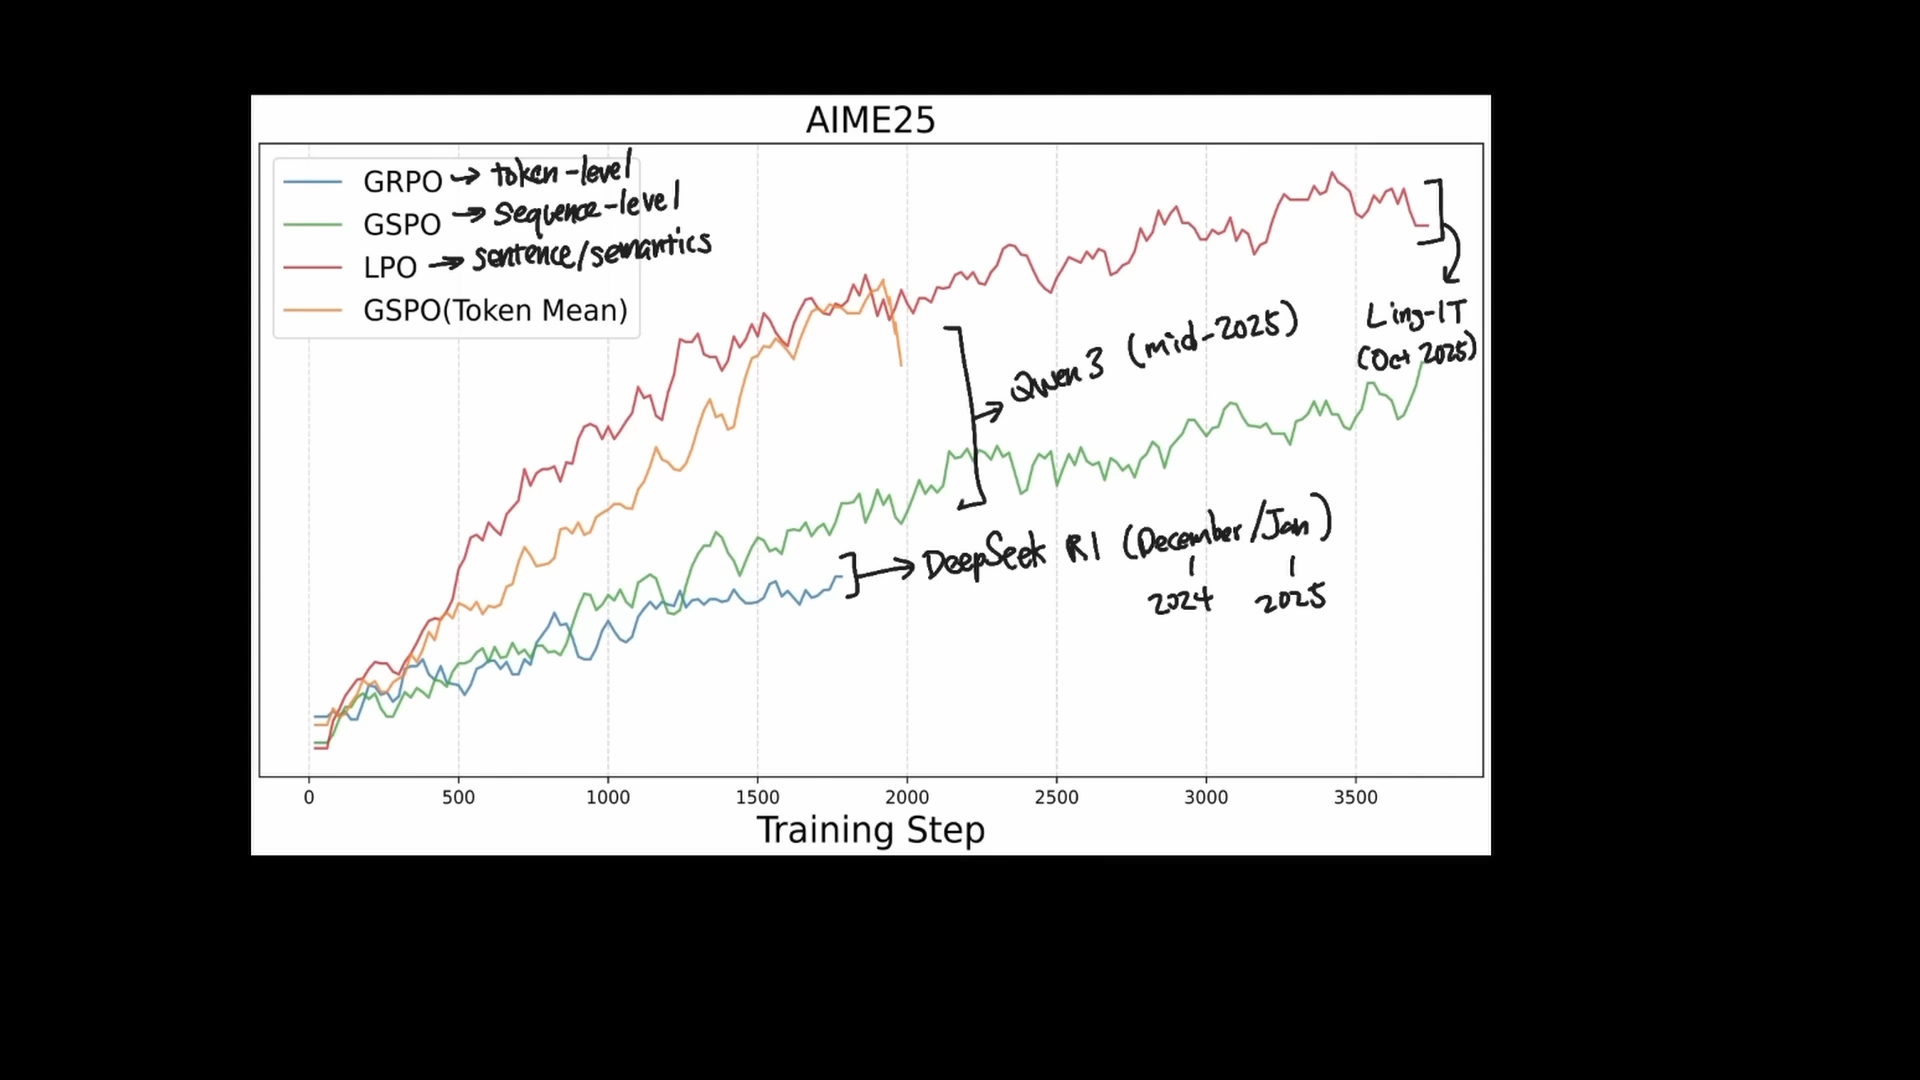 AIME25
GRPO → token-level
GSPO → Sequence-level
LPO → sentence/semantics
GSPO(Token Mean)
Ling-1T
(Oct 2025)
Qwen 3 (mid-2025)
DeepSeek R1 (December/Jan)
2024 2025
0 500 1000 1500 2000 2500 3000 3500
Training Step